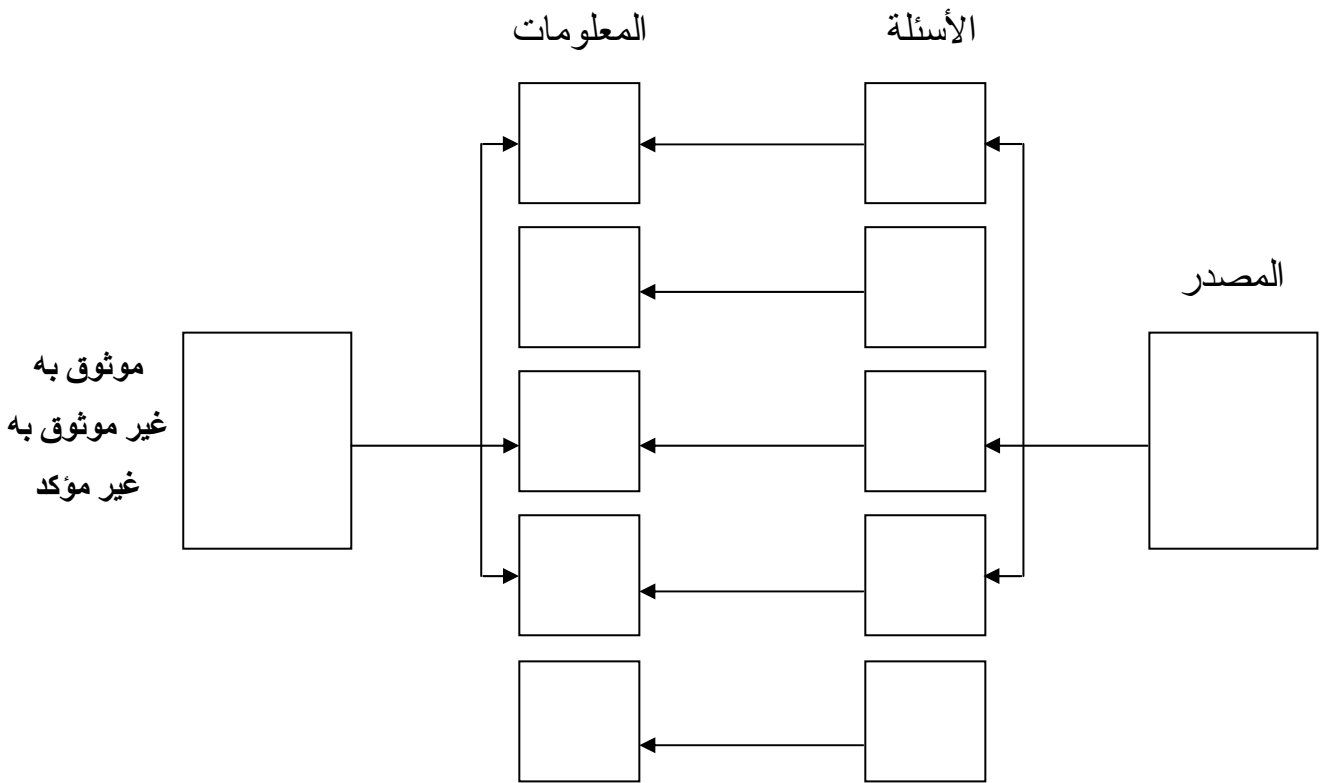 الأسئلة
المعلومات
المصدر
موثوق به
غير موثوق به
غير مؤكد